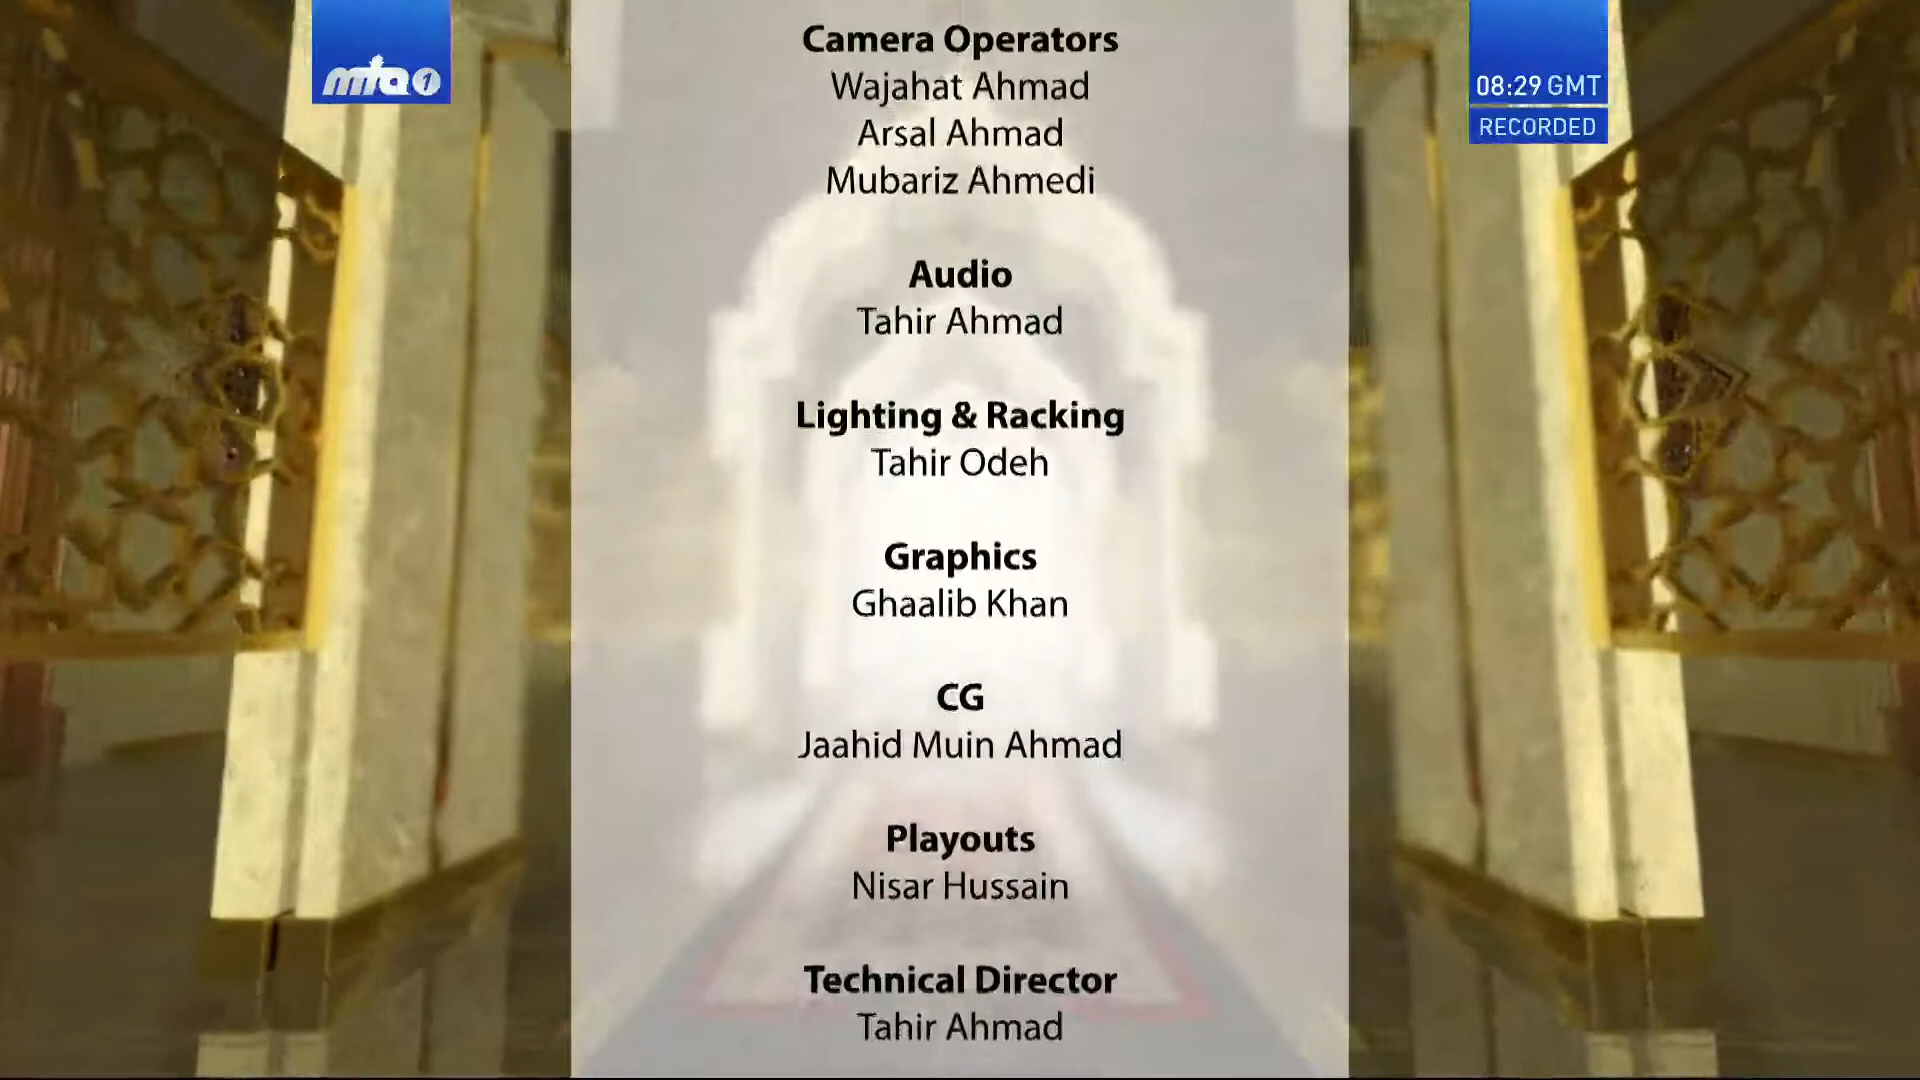 mta1
08:29 GMT
RECORDED
Camera Operators
Wajahat Ahmad
Arsal Ahmad
Mubariz Ahmedi
Audio
Tahir Ahmad
Lighting & Racking
Tahir Odeh
Graphics
Ghaalib Khan
CG
Jaahid Muin Ahmad
Playouts
Nisar Hussain
Technical Director
Tahir Ahmad